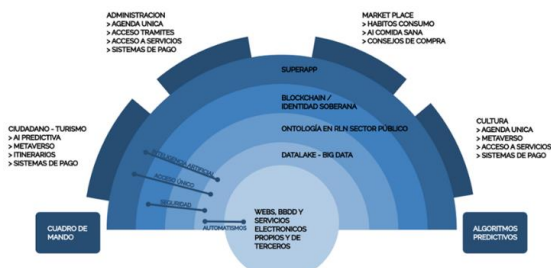 ADMINISTRACION
> AGENDA UNICA
> ACCESO TRAMITES
> ACCESO A SERVICIOS
> SISTEMAS DE PAGO
MARKET PLACE
> HABITOS CONSUMO
> AI COMIDA SANA
> CONSEJOS DE COMPRA
SUPERAPP
BLOCKCHAIN /
IDENTIDAD SOBERANA
ONTOLOGÍA EN RLN SECTOR PÚBLICO
DATALAKE - BIG DATA
CIUDADANO - TURISMO
> AI PREDICTIVA
> METAVERSO
> ITINERARIOS
> SISTEMAS DE PAGO
CULTURA
> AGENDA UNICA
> METAVERSO
> ACCESO A SERVICIOS
> SISTEMAS DE PAGO
INTELIGENCIA ARTIFICIAL
ACCESO ÚNICO
SEGURIDAD
AUTOMATISMOS
WEBS, BBDD Y
SERVICIOS
ELECTRONICOS
PROPIOS Y DE
TERCEROS
CUADRO DE
MANDO
ALGORITMOS
PREDICTIVOS